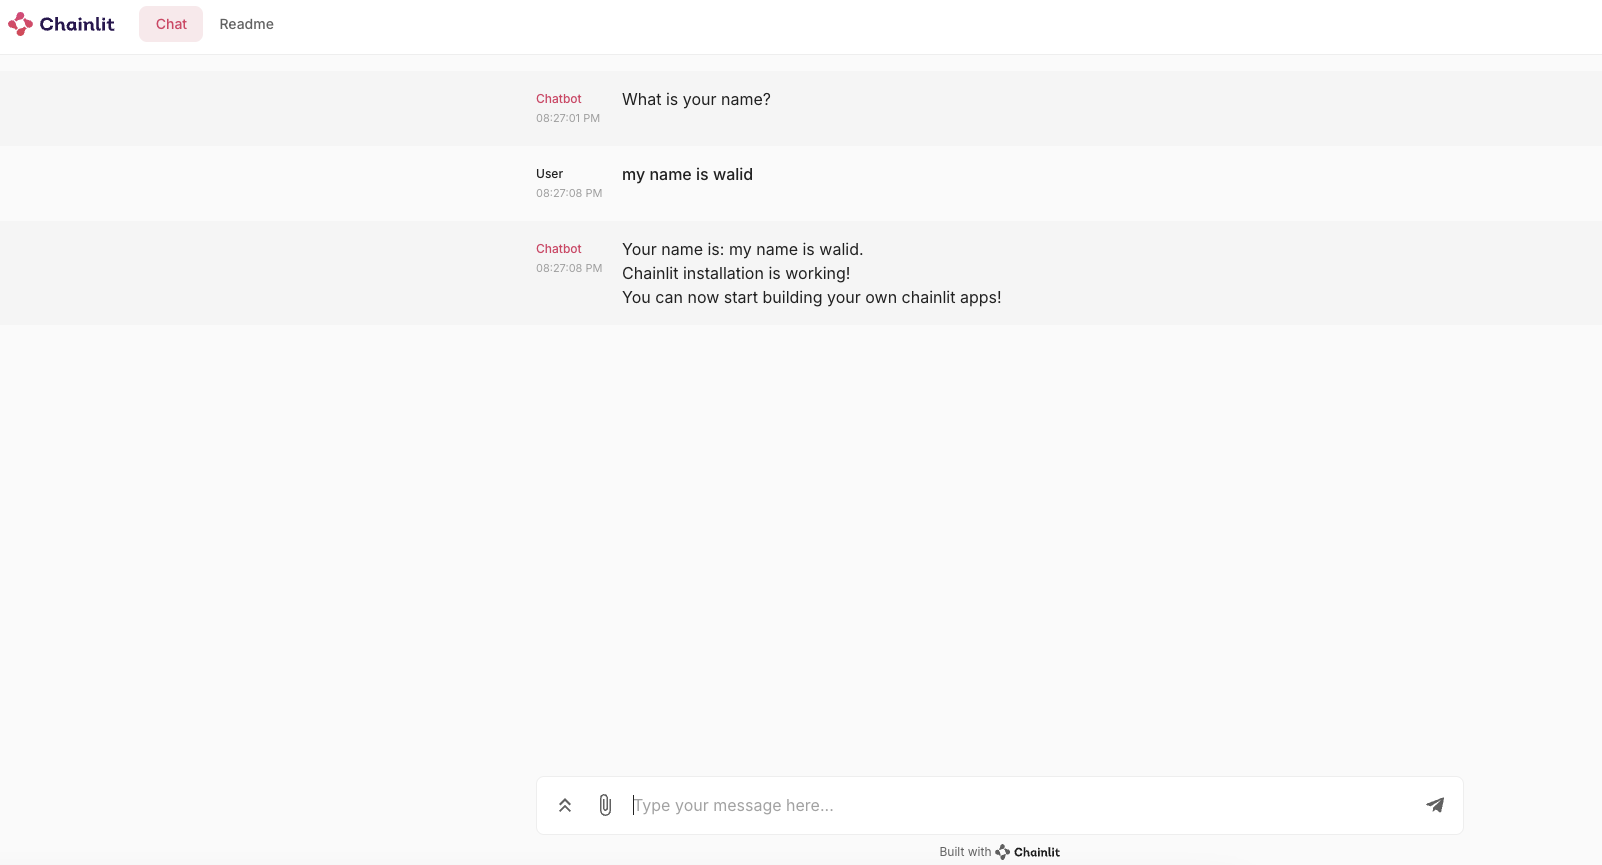 Chainlit Chat Readme
Chatbot What is your name?
08:27:01 PM
User my name is walid
08:27:08 PM
Chatbot Your name is: my name is walid.
08:27:08 PM Chainlit installation is working!
You can now start building your own chainlit apps!
Type your message here...
Built with Chainlit